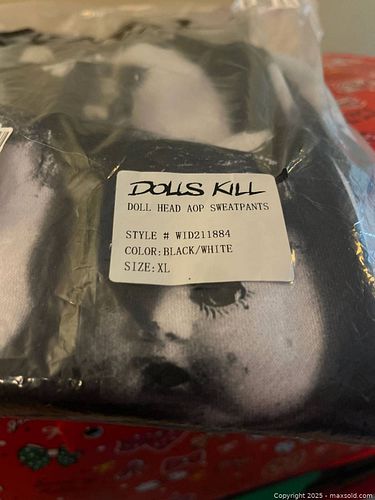 DOLLS KILL
DOLL HEAD AOP SWEATPANTS
STYLE # WID211884
COLOR:BLACK/WHITE
SIZE:XL
Copyright 2025 - maxsold.com